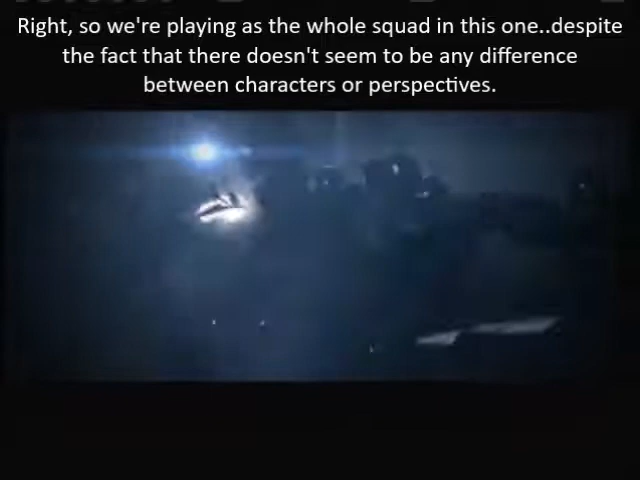 Right, so we're playing as the whole squad in this one..despite
the fact that there doesn't seem to be any difference
between characters or perspectives.